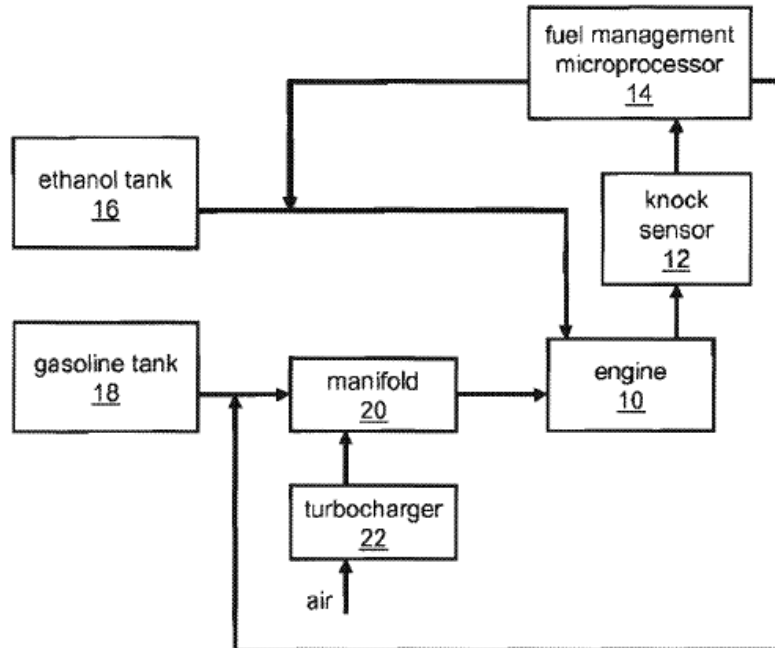 fuel management
microprocessor
14
ethanol tank
16
knock
sensor
12
gasoline tank
18
manifold
20
engine
10
turbocharger
22
air